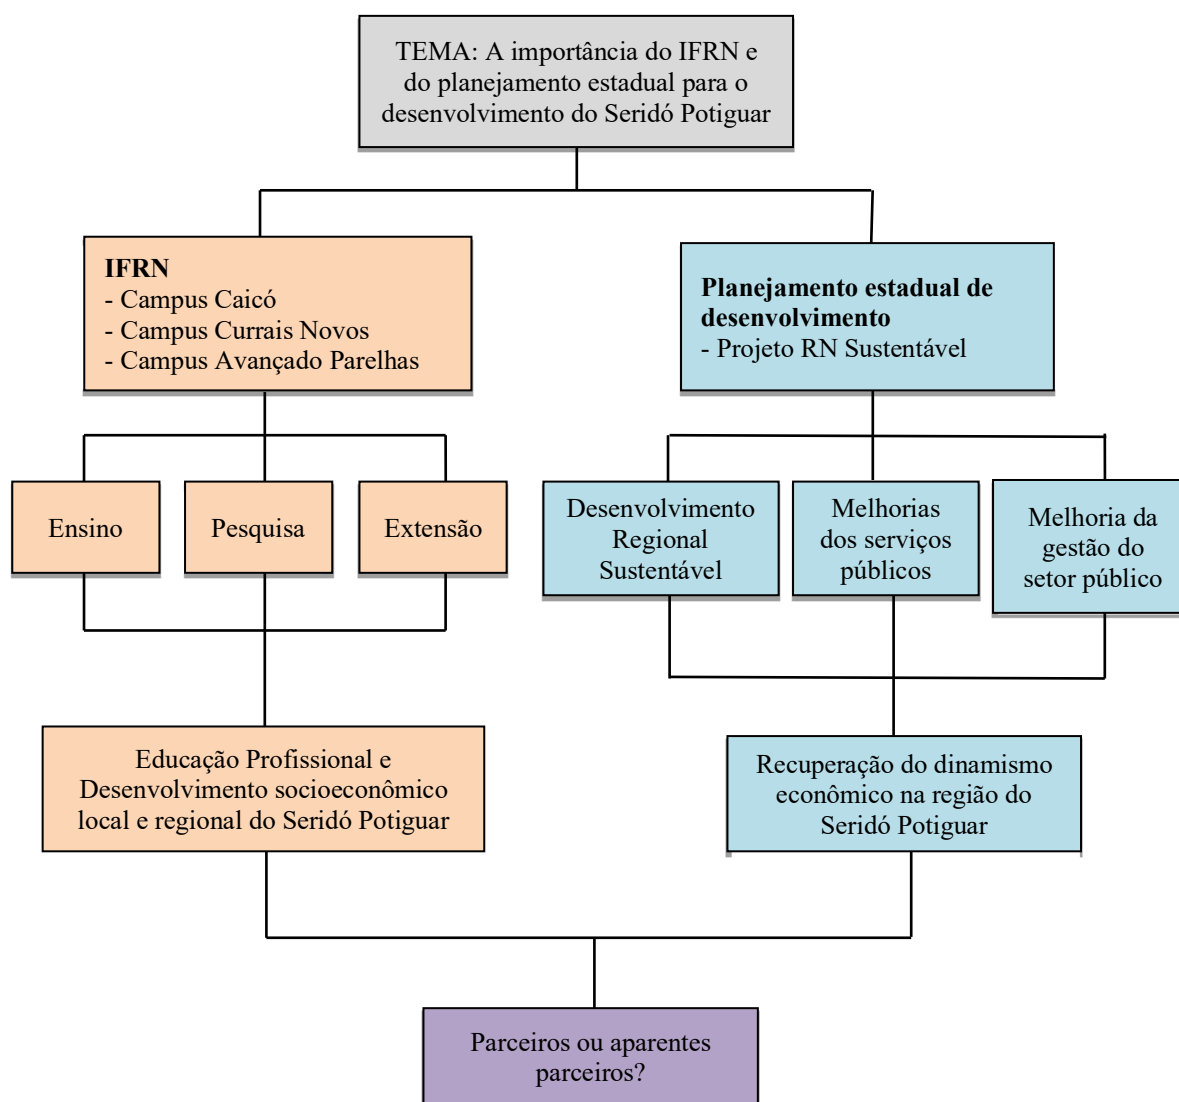 TEMA: A importância do IFRN e
do planejamento estadual para o
desenvolvimento do Seridó Potiguar
IFRN
- Campus Caicó
- Campus Currais Novos
- Campus Avançado Parelhas
Planejamento estadual de
desenvolvimento
- Projeto RN Sustentável
Ensino
Pesquisa
Extensão
Desenvolvimento
Regional
Sustentável
Melhorias
dos serviços
públicos
Melhoria da
gestão do
setor público
Educação Profissional e
Desenvolvimento socioeconômico
local e regional do Seridó Potiguar
Recuperação do dinamismo
econômico na região do
Seridó Potiguar
Parceiros ou aparentes
parceiros?